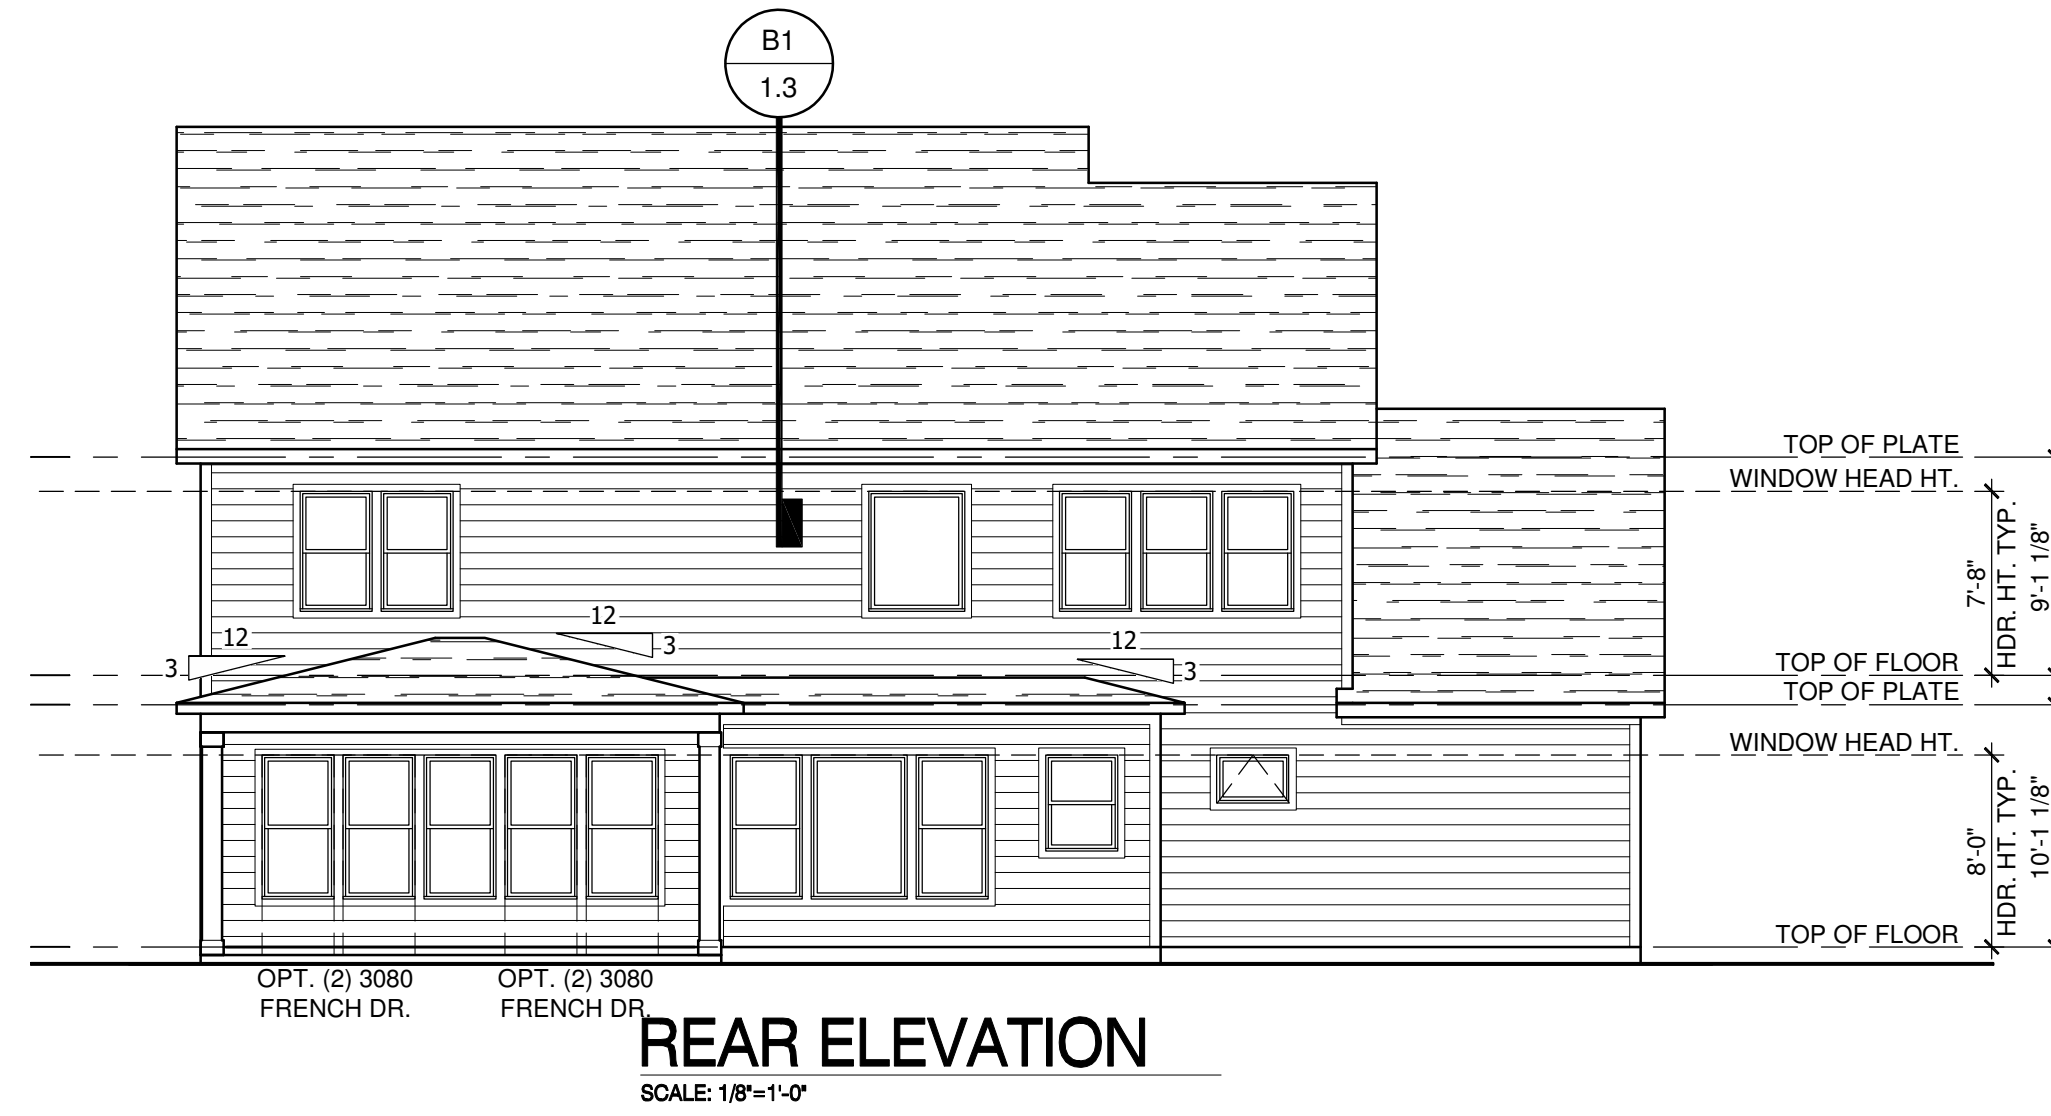 B1
1.3
TOP OF PLATE
WINDOW HEAD HT.
7'-8"
HDR. HT. TYP.
9'-1 1/8"
12
3
12
3
12
3
TOP OF FLOOR
TOP OF PLATE
WINDOW HEAD HT.
8'-0"
HDR. HT. TYP.
10'-1 1/8"
TOP OF FLOOR
OPT. (2) 3080
FRENCH DR.
OPT. (2) 3080
FRENCH DR.
REAR ELEVATION
SCALE: 1/8"=1'-0"